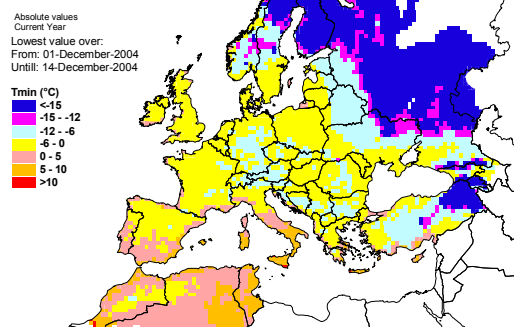 Absolute values
Current Year
Lowest value over:
From: 01-December-2004
Untill: 14-December-2004
Tmin (°C)
<-15
-15 - -12
-12 - -6
-6 - 0
0 - 5
5 - 10
>10